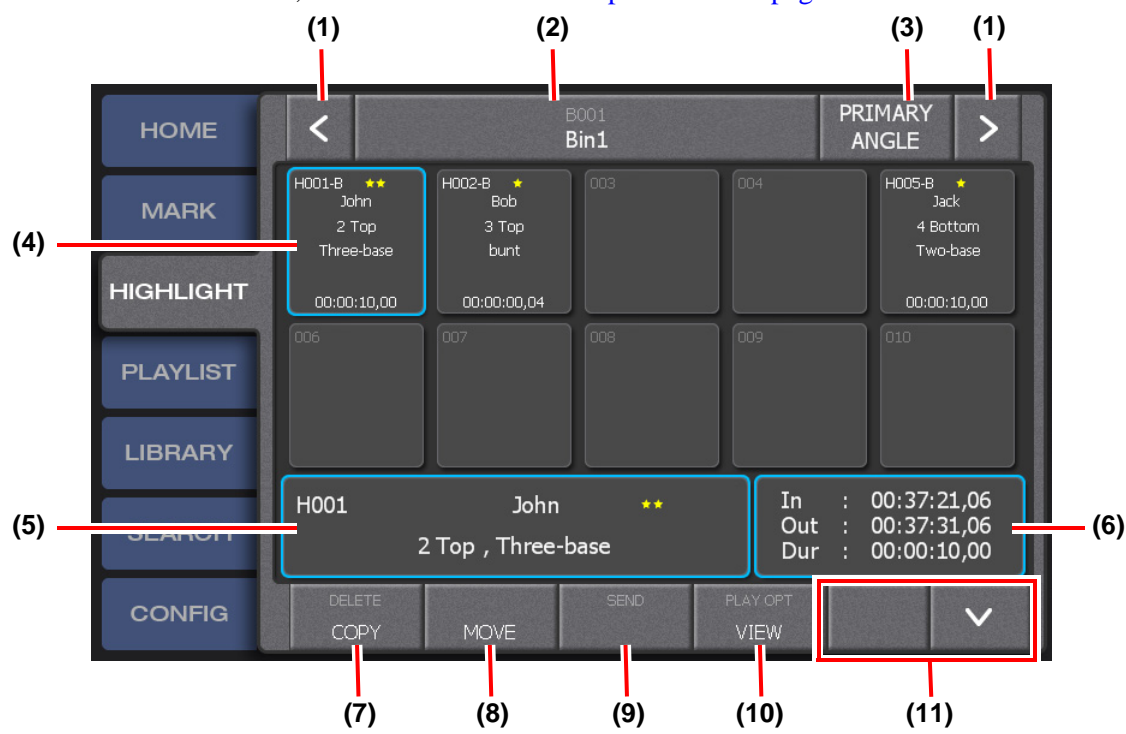 (1)
(2)
(3)
(1)
HOME
MARK
HIGHLIGHT
PLAYLIST
LIBRARY
SEARCH
CONFIG
<
B001
Bin1
PRIMARY
ANGLE
>
H001-B ★★
John
2 Top
Three-base
00:00:10,00
H002-B ★
Bob
3 Top
bunt
00:00:00,04
003
004
H005-B ★
Jack
4 Bottom
Two-base
00:00:10,00
006
007
008
009
010
(4)
(5)
H001 John ★★
2 Top , Three-base
In : 00:37:21,06
Out : 00:37:31,06
Dur : 00:00:10,00
(6)
DELETE
COPY
MOVE
SEND
PLAY OPT
VIEW
(7)
(8)
(9)
(10)
(11)